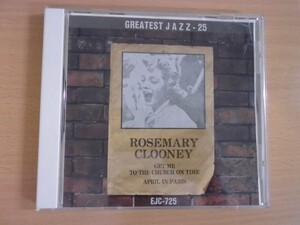 GREATEST JAZZ - 25
ROSEMARY
CLOONEY
GET ME
TO THE CHURCH ON TIME
APRIL IN PARIS
EJC-725